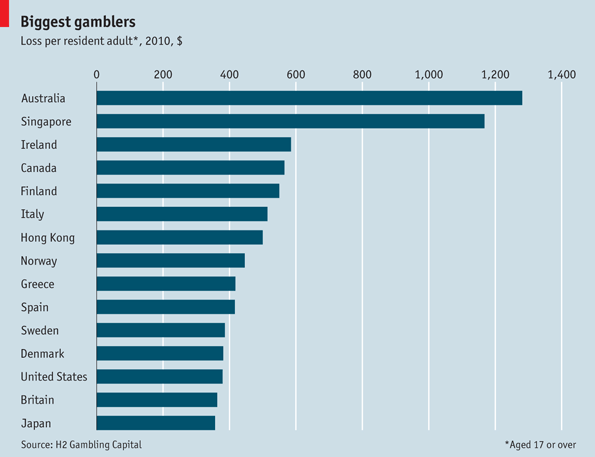 Biggest gamblers
Loss per resident adult*, 2010, $
0 200 400 600 800 1,000 1,200 1,400
Australia
Singapore
Ireland
Canada
Finland
Italy
Hong Kong
Norway
Greece
Spain
Sweden
Denmark
United States
Britain
Japan
Source: H2 Gambling Capital *Aged 17 or over